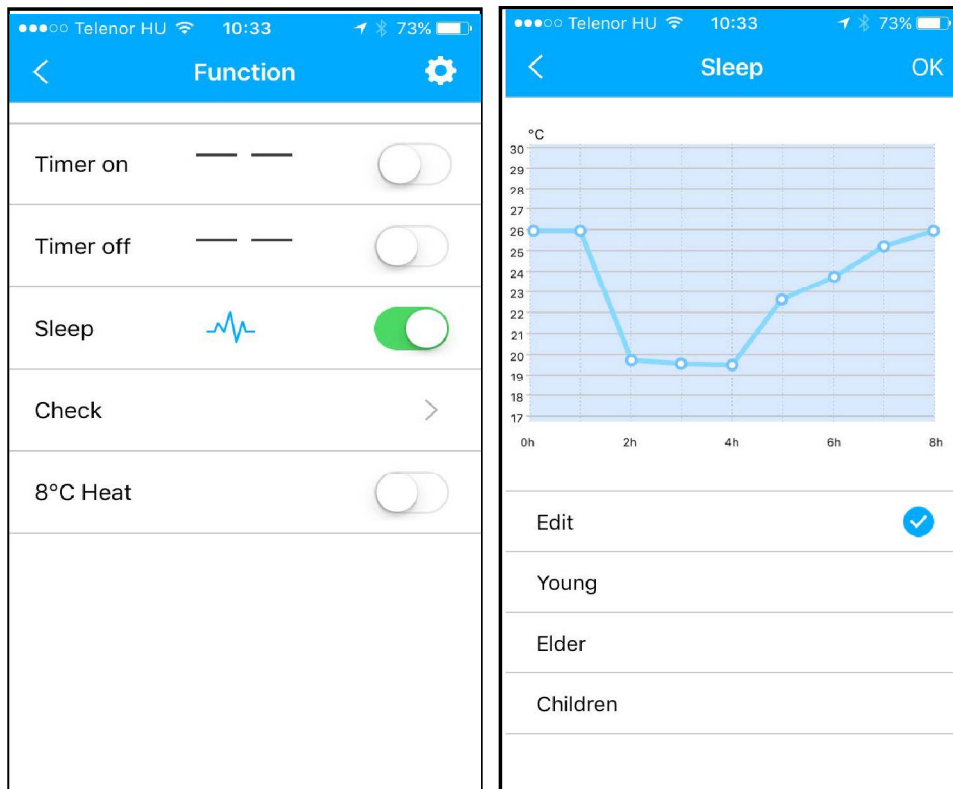 Telenor HU 10:33 73%
Function
Timer on
Timer off
Sleep
Check
8°C Heat
Telenor HU 10:33 73%
Sleep OK
°C
30
29
28
27
26
25
24
23
22
21
20
19
18
17
0h 2h 4h 6h 8h
Edit
Young
Elder
Children